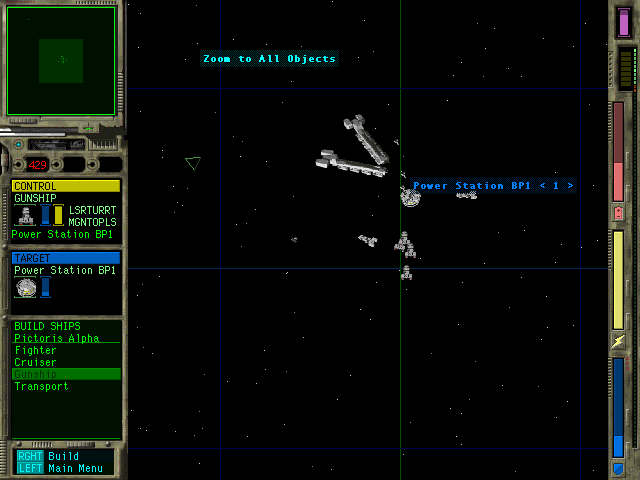 Zoom to All Objects
429
CONTROL
GUNSHIP
LSRTURRT
MGNTOPLS
Power Station BP1
Power Station BP1 < 1 >
TARGET
Power Station BP1
BUILD SHIPS
Pictoris Alpha
Fighter
Cruiser
Gunship
Transport
RGHT Build
LEFT Main Menu